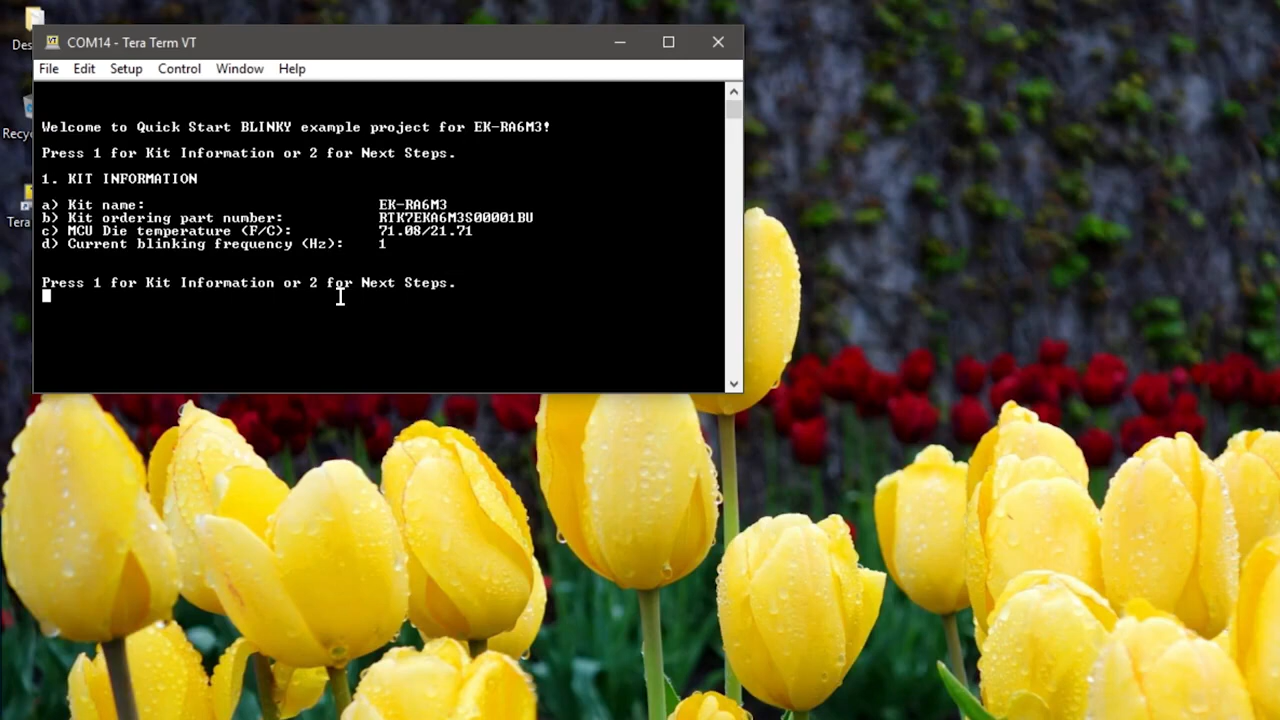 Des
COM14 - Tera Term VT
File Edit Setup Control Window Help
Welcome to Quick Start BLINKY example project for EK-RA6M3!
Press 1 for Kit Information or 2 for Next Steps.
1. KIT INFORMATION
a) Kit name: EK-RA6M3
b) Kit ordering part number: RTK7EKA6M3S00001BU
c) MCU Die temperature (F/C): 71.08/21.71
d) Current blinking frequency (Hz): 1
Press 1 for Kit Information or 2 for Next Steps.
Recyc
Tera